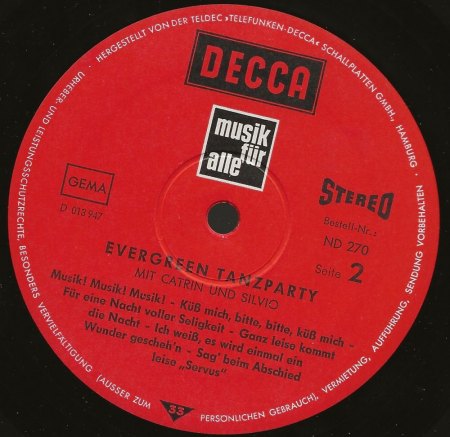 HERGESTELLT VON DER TELDEC »TELEFUNKEN-DECCA« SCHALLPLATTEN GMBH., HAMBURG · URHEBER- UND LEISTUNGSSCHUTZRECHTE, BESONDERS VERVIELFÄLTIGUNG (AUSSER ZUM PERSÖNLICHEN GEBRAUCH), VERMIETUNG, AUFFÜHRUNG, SENDUNG VORBEHALTEN
DECCA
musik
für
alle
GEMA
D 013 947
STEREO
Bestell-Nr.:
ND 270
Seite 2
EVERGREEN TANZPARTY
MIT CATRIN UND SILVIO
Musik! Musik! Musik! - Küß mich, bitte, bitte, küß mich -
Für eine Nacht voller Seligkeit - Ganz leise kommt
die Nacht - Ich weiß, es wird einmal ein
Wunder gescheh'n - Sag' beim Abschied
leise „Servus"
33